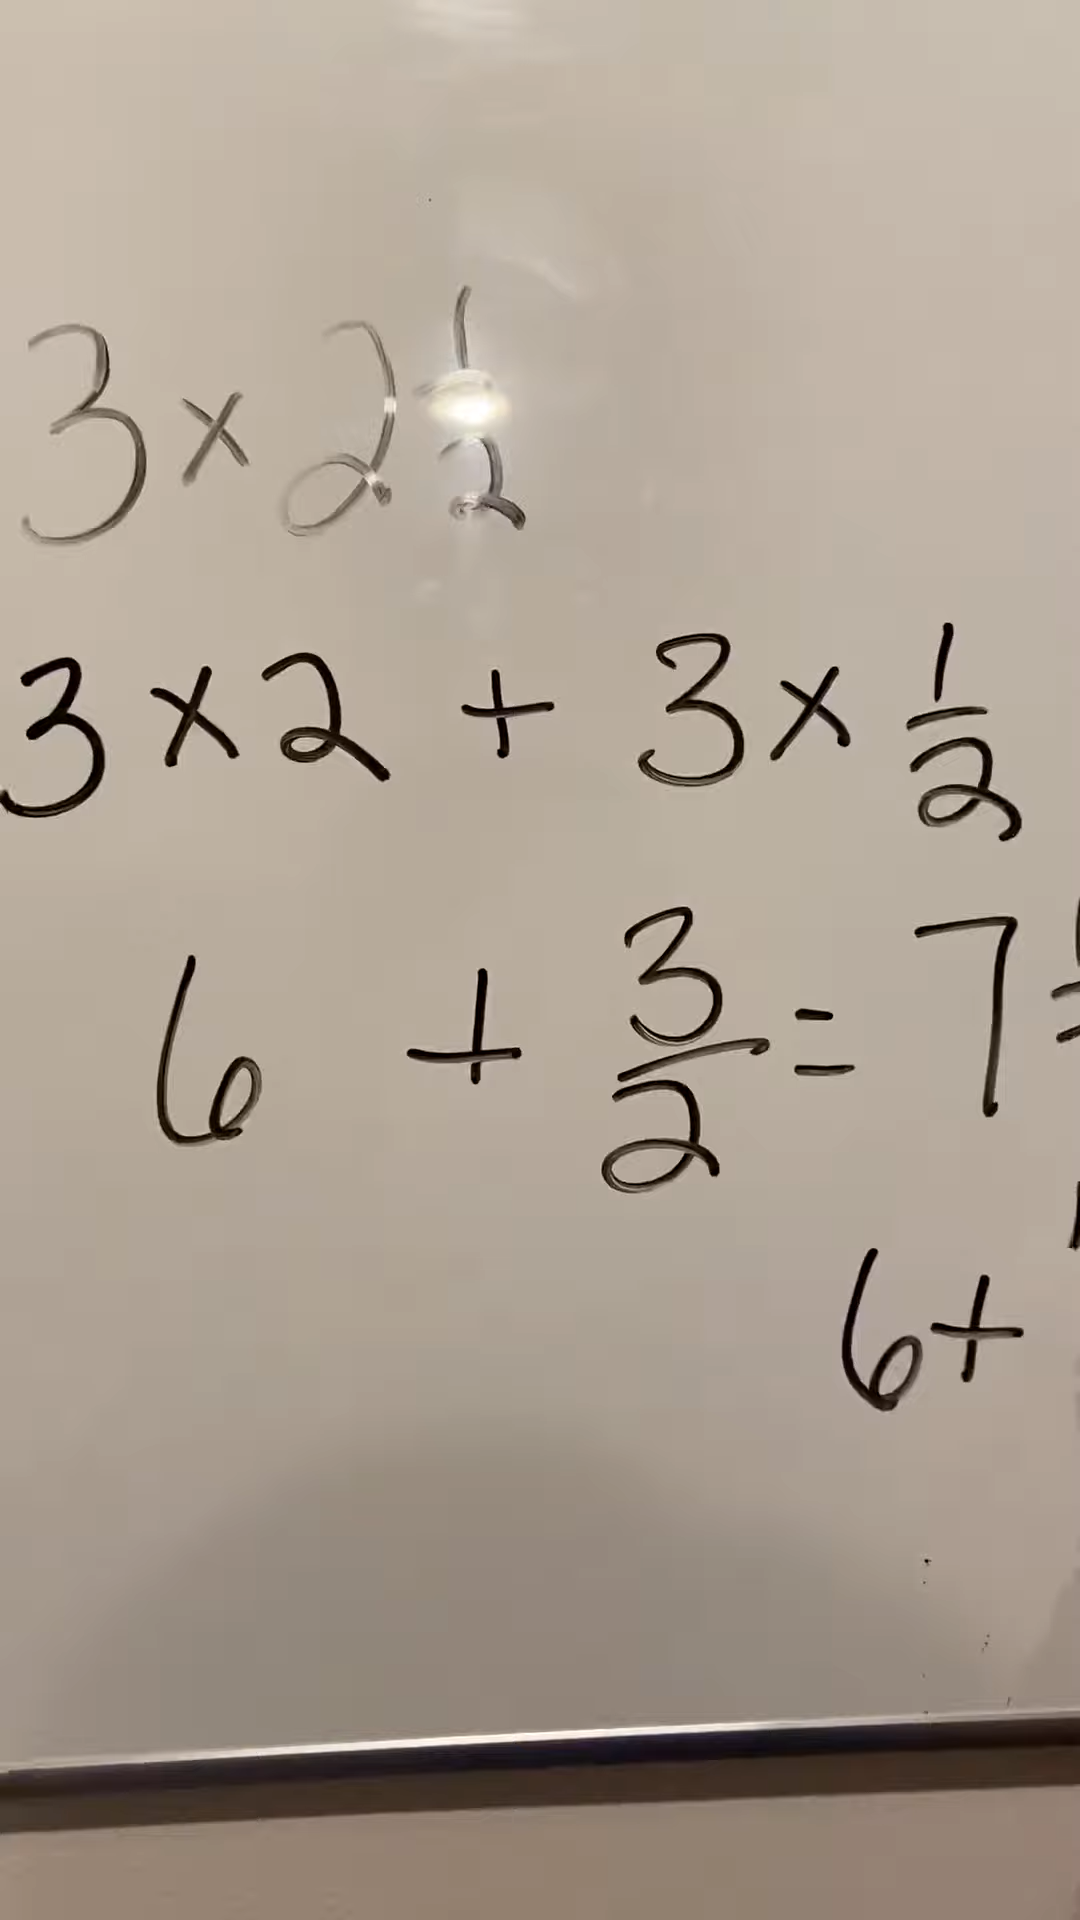 3 × 2 1/2
3 × 2 + 3 × 1/2
6 + 3/2 = 7
6 +